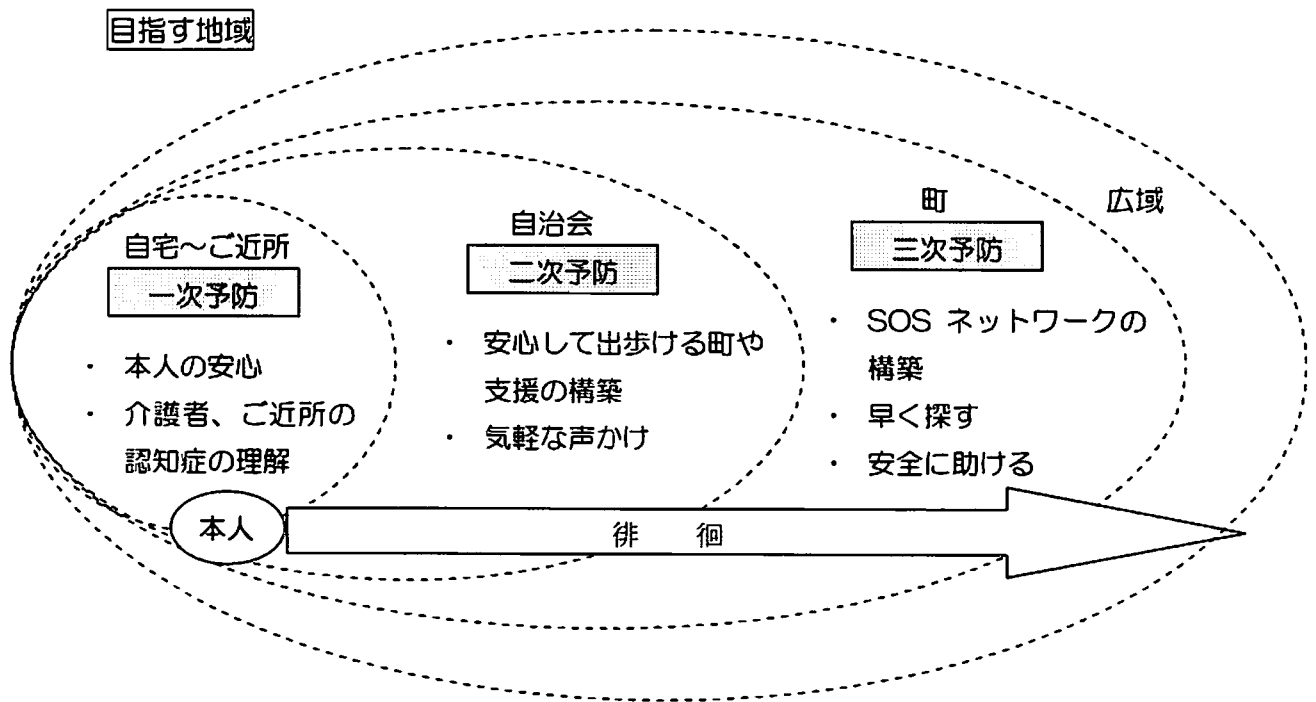 目指す地域
自宅～ご近所
一次予防
・ 本人の安心
・ 介護者、ご近所の
認知症の理解
自治会
二次予防
・ 安心して出歩ける町や
支援の構築
・ 気軽な声かけ
町
三次予防
・ SOS ネットワークの
構築
・ 早く探す
・ 安全に助ける
広域
本人
徘 徊